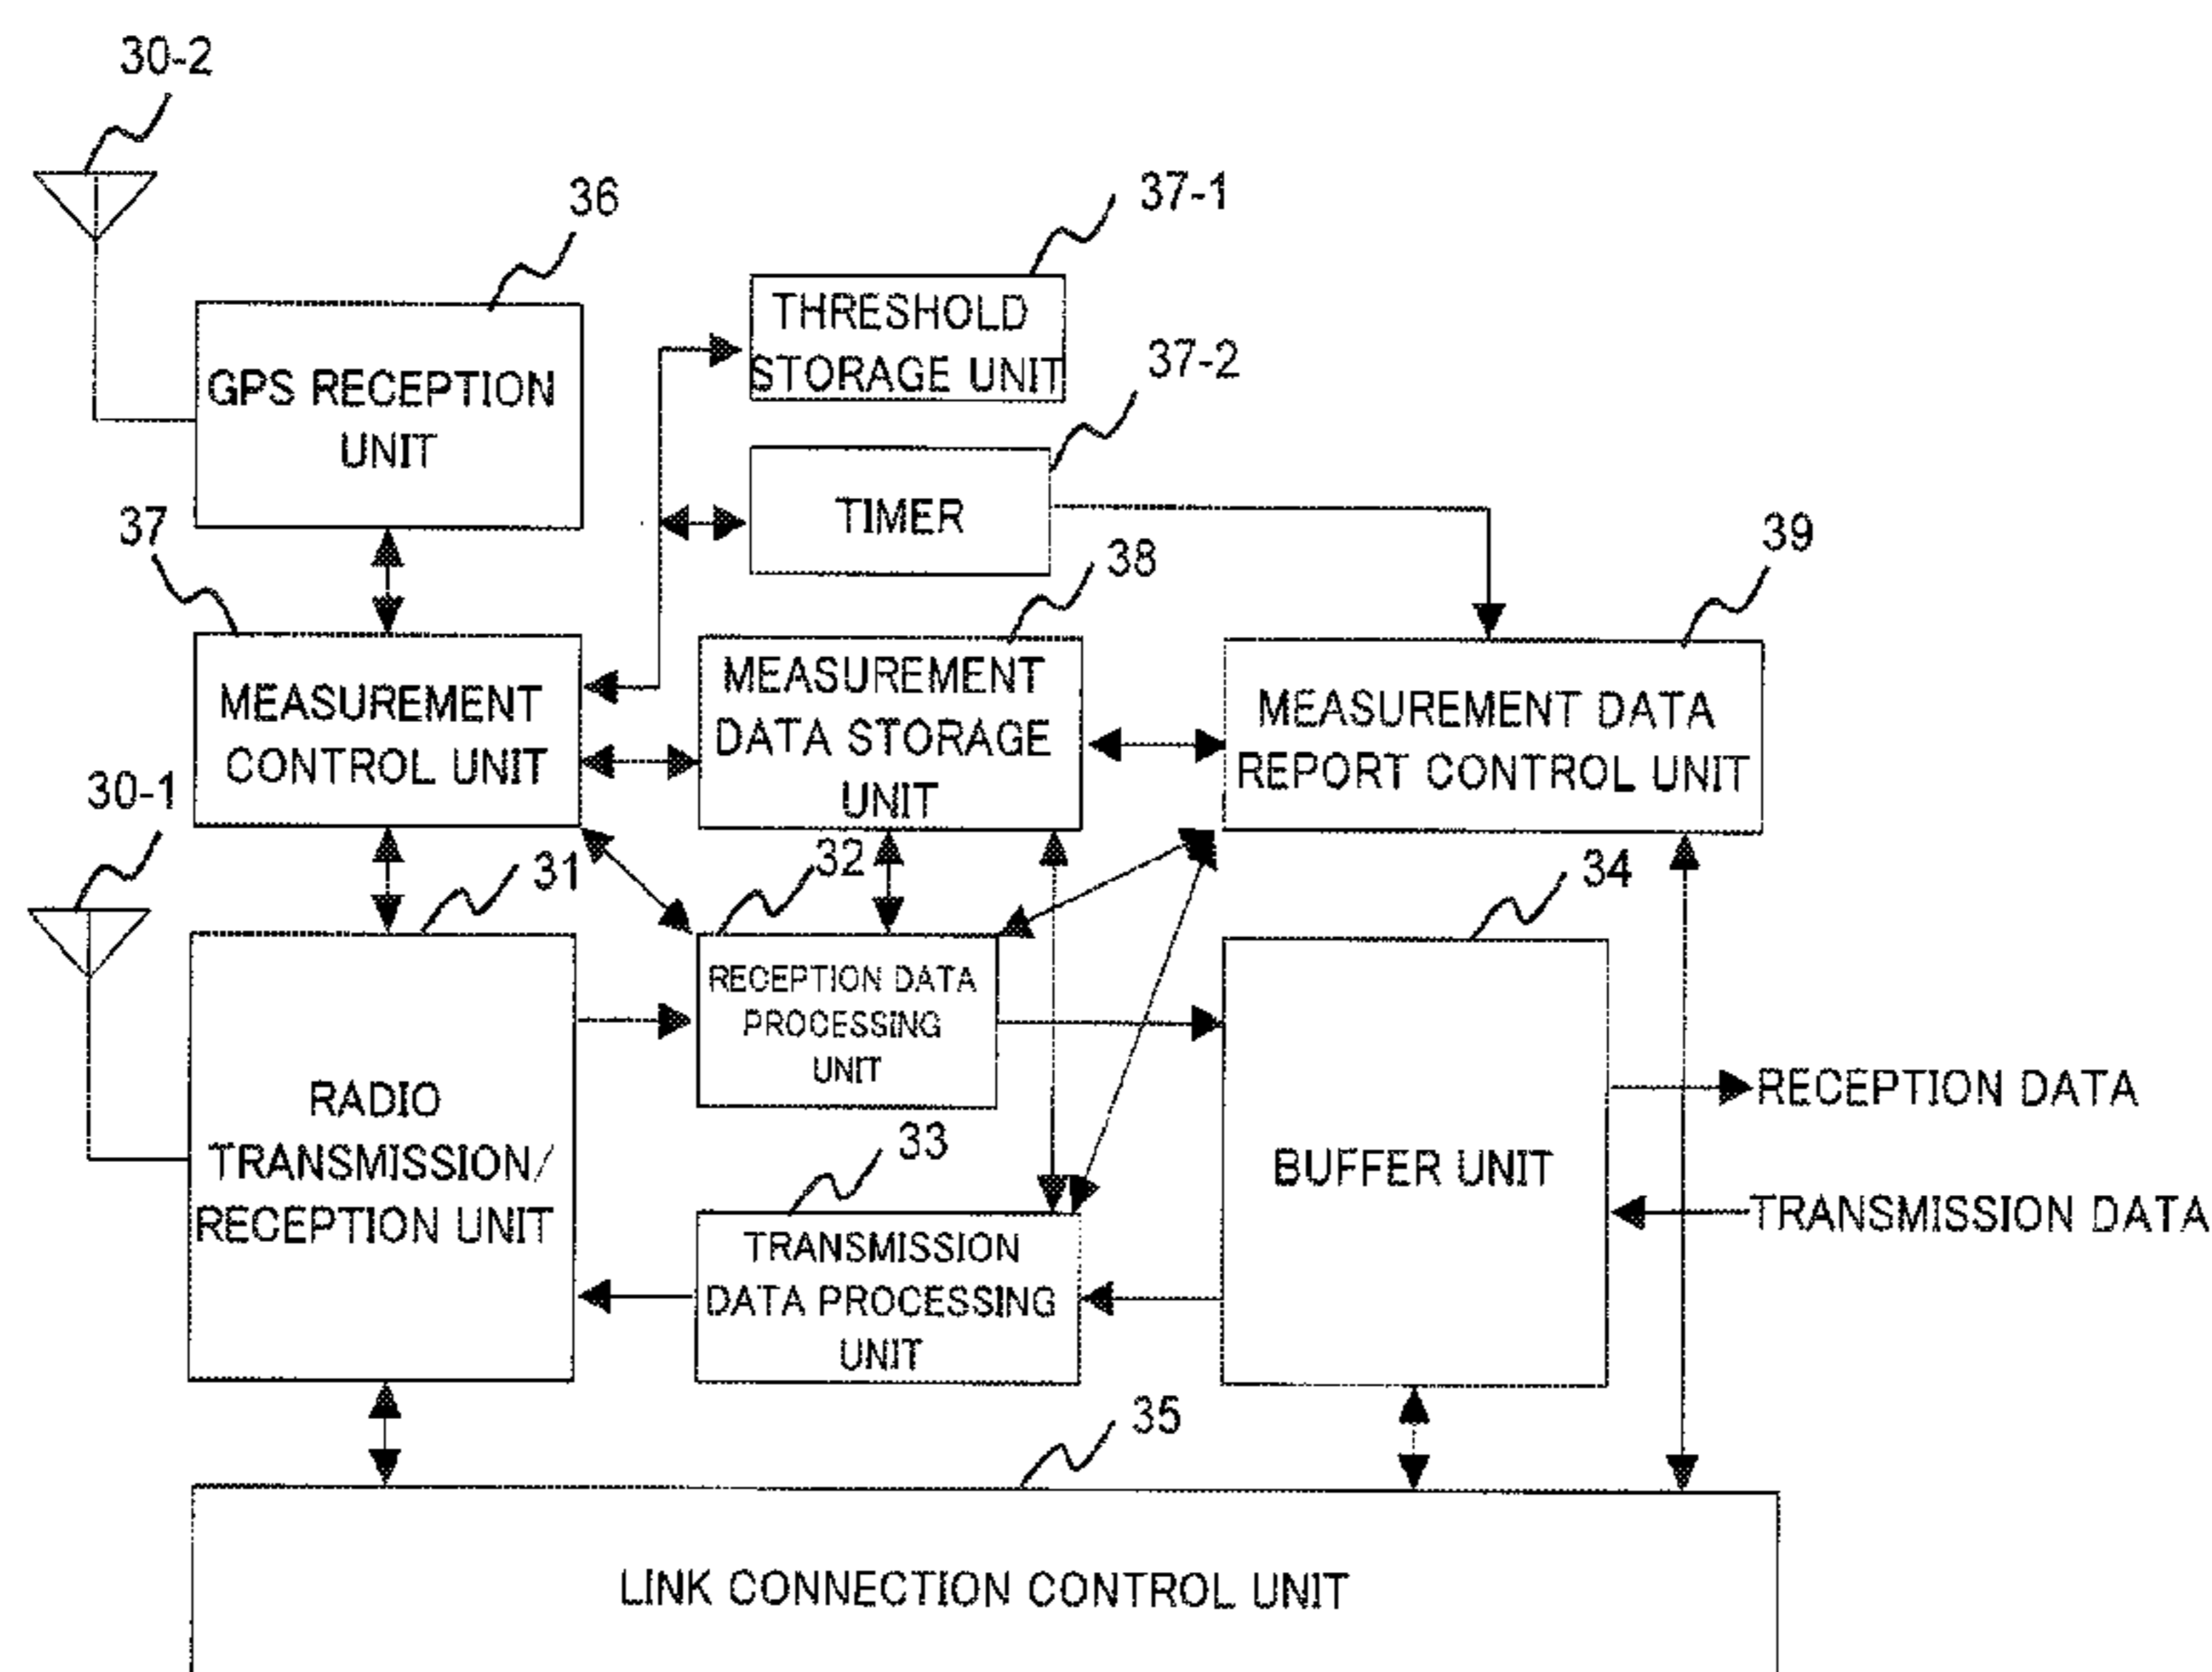 30-2
36
37-1
THRESHOLD
STORAGE UNIT
37-2
GPS RECEPTION
UNIT
TIMER
37
38
39
MEASUREMENT
CONTROL UNIT
MEASUREMENT
DATA STORAGE
UNIT
MEASUREMENT DATA
REPORT CONTROL UNIT
30-1
31
32
34
RECEPTION DATA
PROCESSING
UNIT
RADIO
TRANSMISSION/
RECEPTION UNIT
BUFFER UNIT
RECEPTION DATA
TRANSMISSION DATA
33
TRANSMISSION
DATA PROCESSING
UNIT
35
LINK CONNECTION CONTROL UNIT